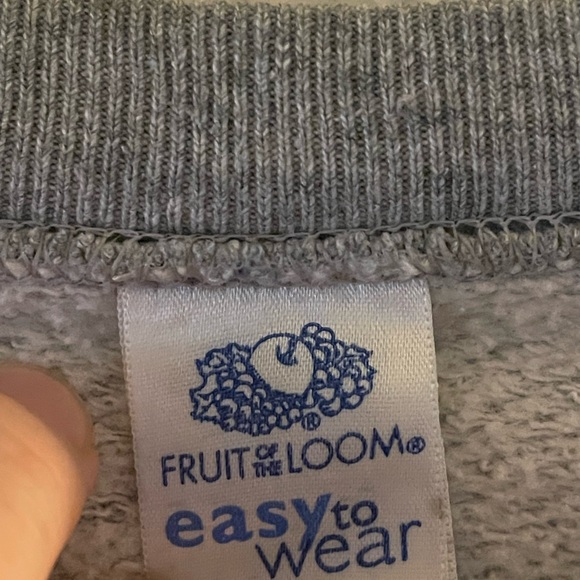 ®
FRUIT OF THE LOOM®
easy to
wear